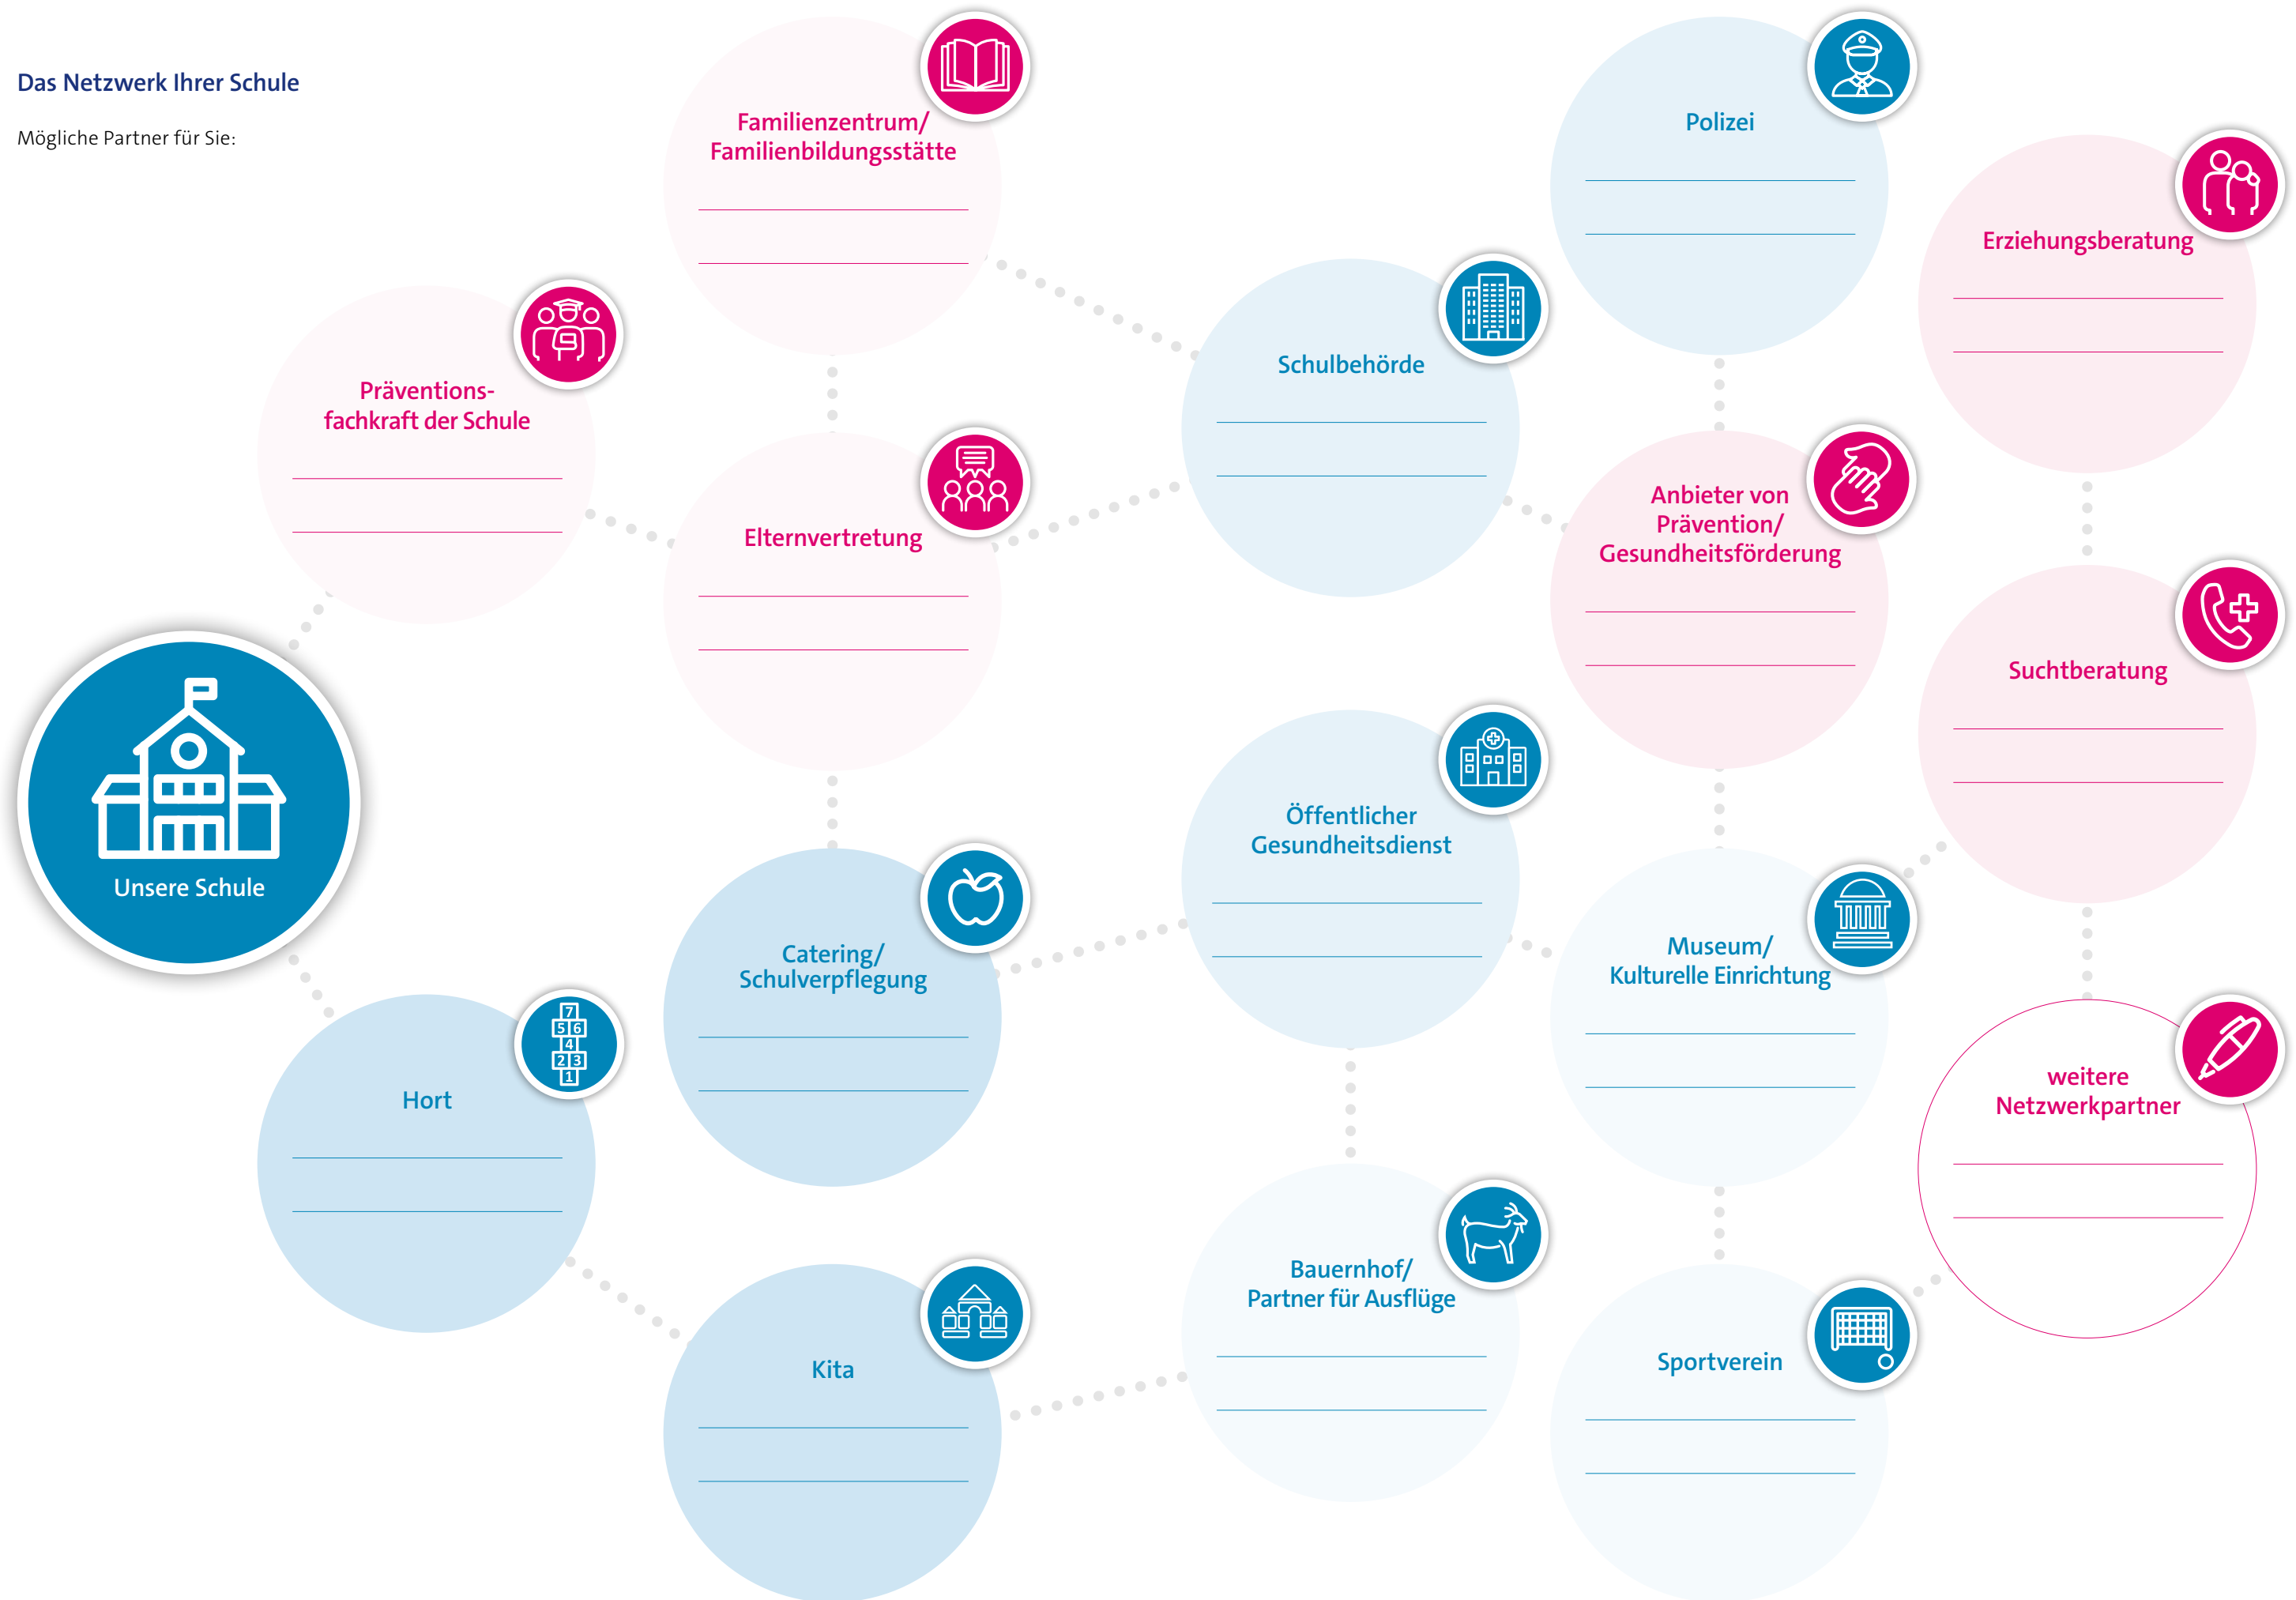 Das Netzwerk Ihrer Schule
Mögliche Partner für Sie:
Familienzentrum/
Familienbildungsstätte
Polizei
Erziehungsberatung
Schulbehörde
Präventions-
fachkraft der Schule
Elternvertretung
Anbieter von
Prävention/
Gesundheitsförderung
Suchtberatung
Unsere Schule
Öffentlicher
Gesundheitsdienst
Catering/
Schulverpflegung
Museum/
Kulturelle Einrichtung
7
5 6
4
2 3
1
Hort
weitere
Netzwerkpartner
Bauernhof/
Partner für Ausflüge
Kita
Sportverein